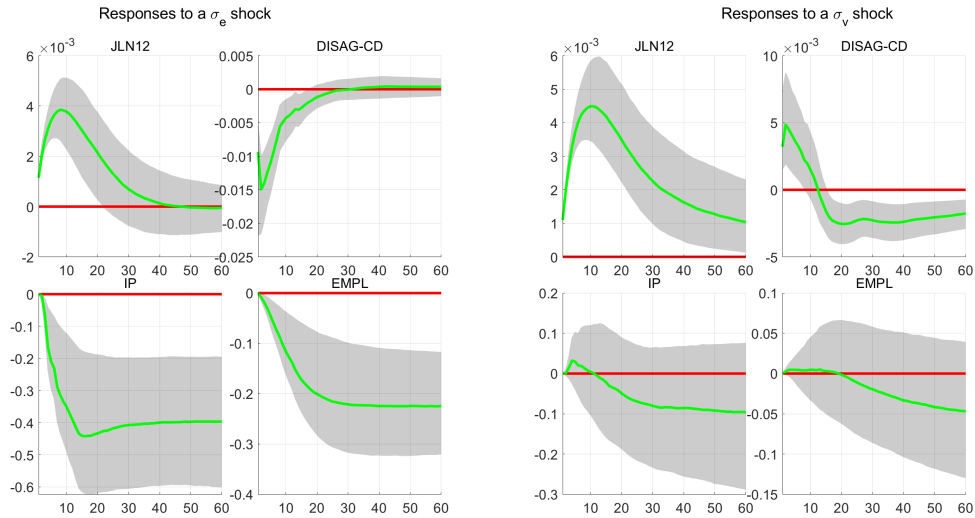 Responses to a σe shock
Responses to a σv shock
×10-3 JLN12
6
4
2
0
-2
10 20 30 40 50 60
DISAG-CD
0.005
0
-0.005
-0.01
-0.015
-0.02
-0.025
10 20 30 40 50 60
×10-3 JLN12
6
5
4
3
2
1
0
10 20 30 40 50 60
×10-3 DISAG-CD
10
5
0
-5
10 20 30 40 50 60
IP
0
-0.1
-0.2
-0.3
-0.4
-0.5
-0.6
10 20 30 40 50 60
EMPL
0
-0.1
-0.2
-0.3
-0.4
10 20 30 40 50 60
IP
0.2
0.1
0
-0.1
-0.2
-0.3
10 20 30 40 50 60
EMPL
0.1
0.05
0
-0.05
-0.1
-0.15
10 20 30 40 50 60